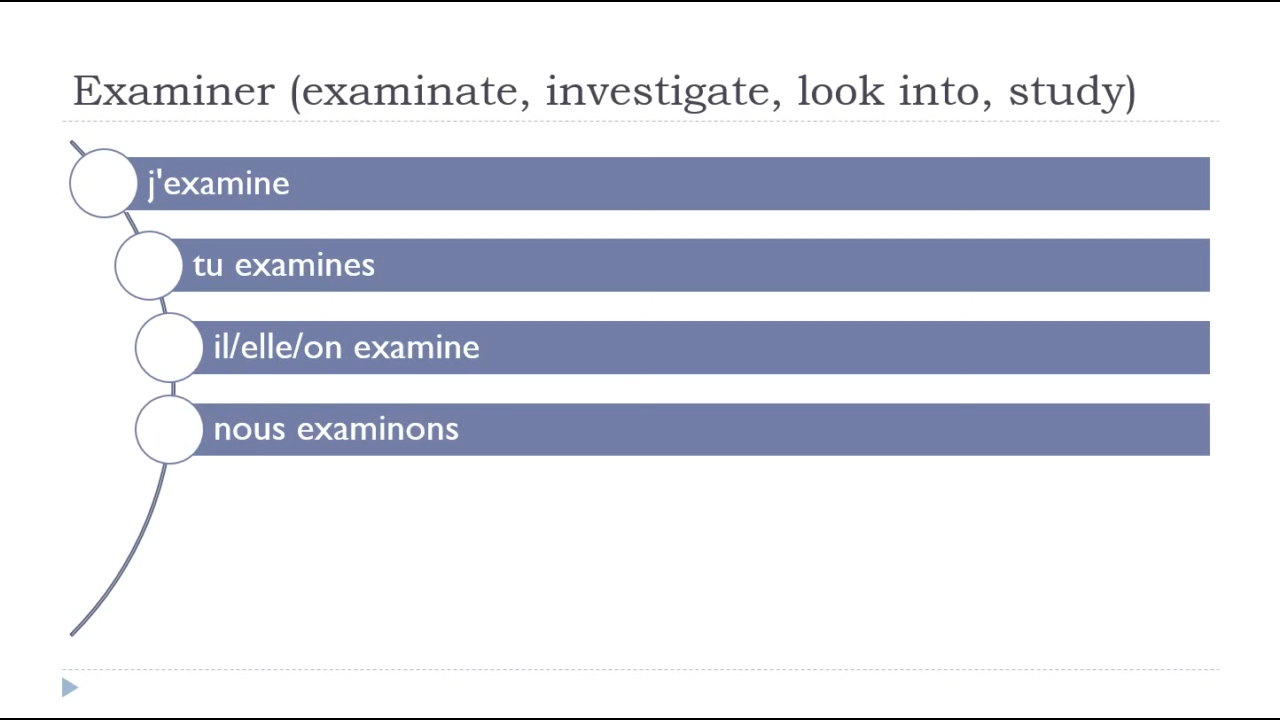 Examiner (examinate, investigate, look into, study)
j'examine
tu examines
il/elle/on examine
nous examinons